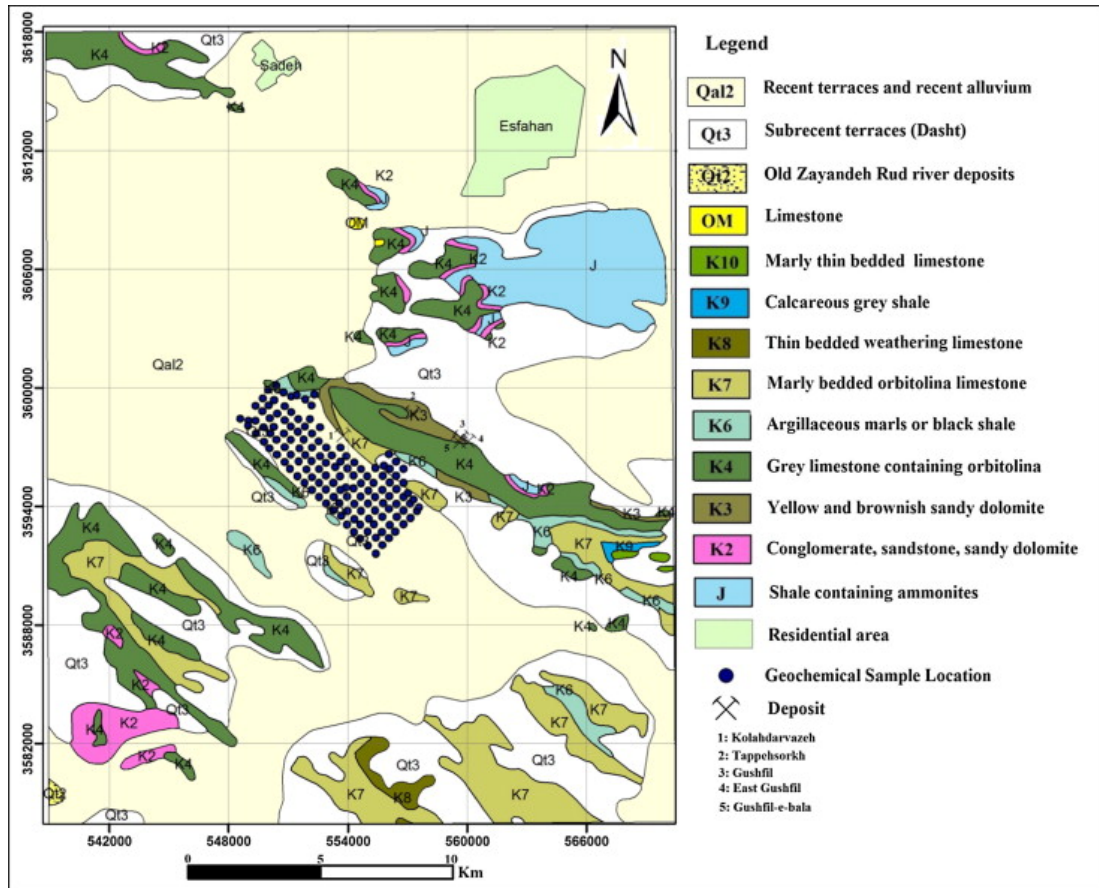 3618000
3612000
3606000
3600000
3594000
3588000
3582000
542000
548000
554000
560000
566000
0
5
10
Km
N
K4
K2
Qt3
Sadeh
K4
Esfahan
K4
K2
OM
K4
J
K4
K2
J
K4
K2
K4
K4
K4
J
K2
Qal2
Qt3
K4
2
K3
1
K7
3
4
5
K4
K6
K4
K3
K7
J
K2
K3
K4
K7
K6
K7
K9
K4
K6
K6
K4
K4
Qt3
K6
K6
Qt3
K7
K7
K4
K7
K4
K4
Qt3
K4
K4
K2
Qt3
K2
Qt3
K4
K2
K2
K4
Qt2
Qt3
K6
K7
K7
Qt3
Qt3
K7
K8
K7
Legend
Qal2 Recent terraces and recent alluvium
Qt3 Subrecent terraces (Dasht)
Qt2 Old Zayandeh Rud river deposits
OM Limestone
K10 Marly thin bedded limestone
K9 Calcareous grey shale
K8 Thin bedded weathering limestone
K7 Marly bedded orbitolina limestone
K6 Argillaceous marls or black shale
K4 Grey limestone containing orbitolina
K3 Yellow and brownish sandy dolomite
K2 Conglomerate, sandstone, sandy dolomite
J Shale containing ammonites
Residential area
Geochemical Sample Location
Deposit
1: Kolahdarvazeh
2: Tappehsorkh
3: Gushfil
4: East Gushfil
5: Gushfil-e-bala